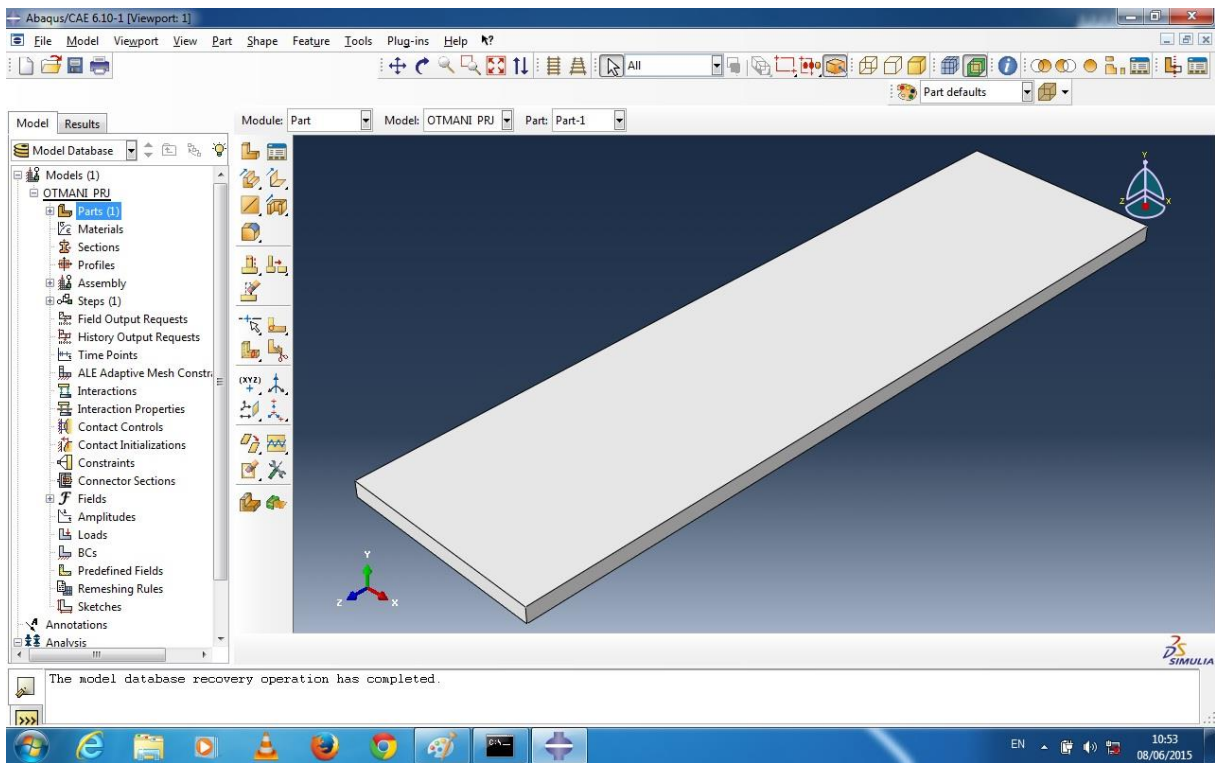 Abaqus/CAE 6.10-1 [Viewport: 1]
File Model Viewport View Part Shape Feature Tools Plug-ins Help
All
Part defaults
Model Results
Module: Part Model: OTMANI PRJ Part: Part-1
Model Database
Models (1)
OTMANI PRJ
Parts (1)
Materials
Sections
Profiles
Assembly
Steps (1)
Field Output Requests
History Output Requests
Time Points
ALE Adaptive Mesh Constr
Interactions
Interaction Properties
Contact Controls
Contact Initializations
Constraints
Connector Sections
Fields
Amplitudes
Loads
BCs
Predefined Fields
Remeshing Rules
Sketches
Annotations
Analysis
(XYZ)
Y
Z X
Y
Z X
SIMULIA
The model database recovery operation has completed.
>>>
C:\_
EN
10:53
08/06/2015